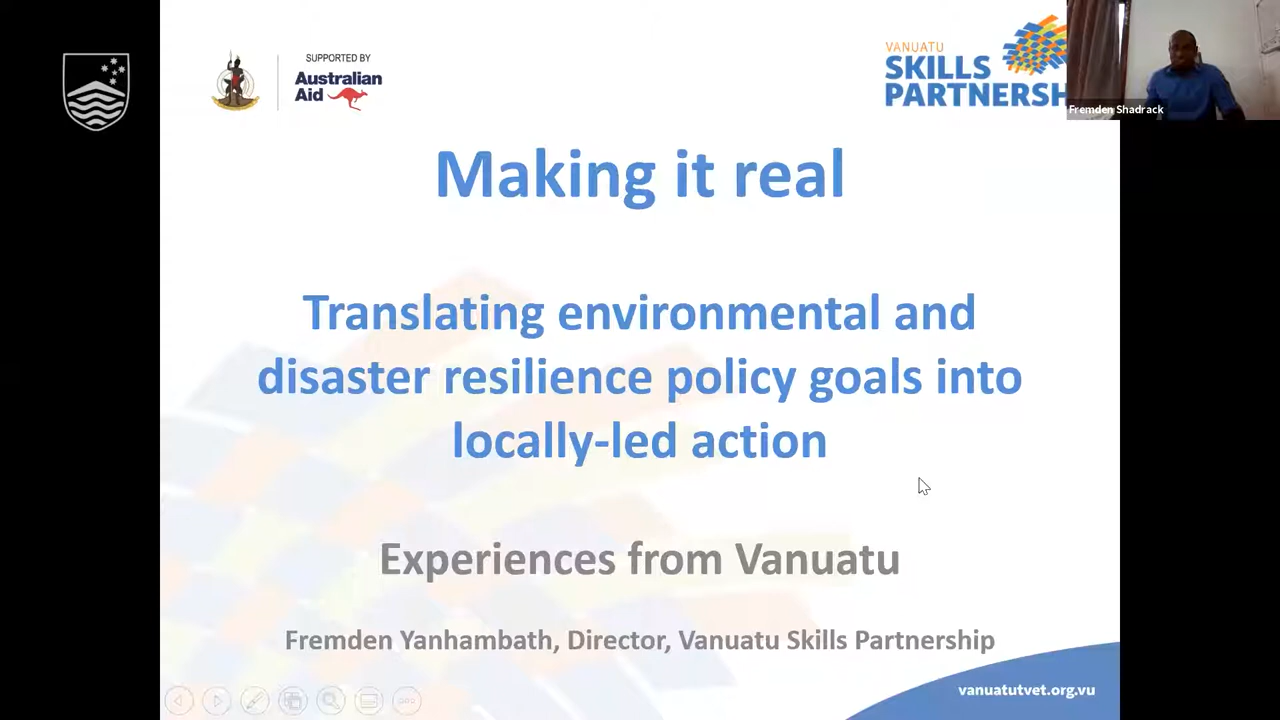 SUPPORTED BY
Australian
Aid
VANUATU
SKILLS
PARTNERSH
Fremden Shadrack
Making it real
Translating environmental and
disaster resilience policy goals into
locally-led action
Experiences from Vanuatu
Fremden Yanhambath, Director, Vanuatu Skills Partnership
vanuatutvet.org.vu